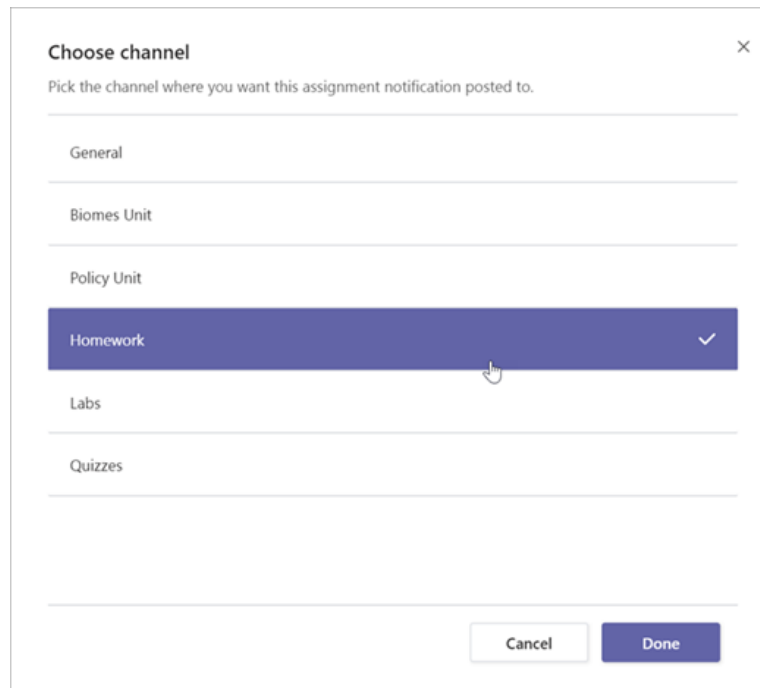 Choose channel
Pick the channel where you want this assignment notification posted to.
General
Biomes Unit
Policy Unit
Homework
Labs
Quizzes
Cancel
Done